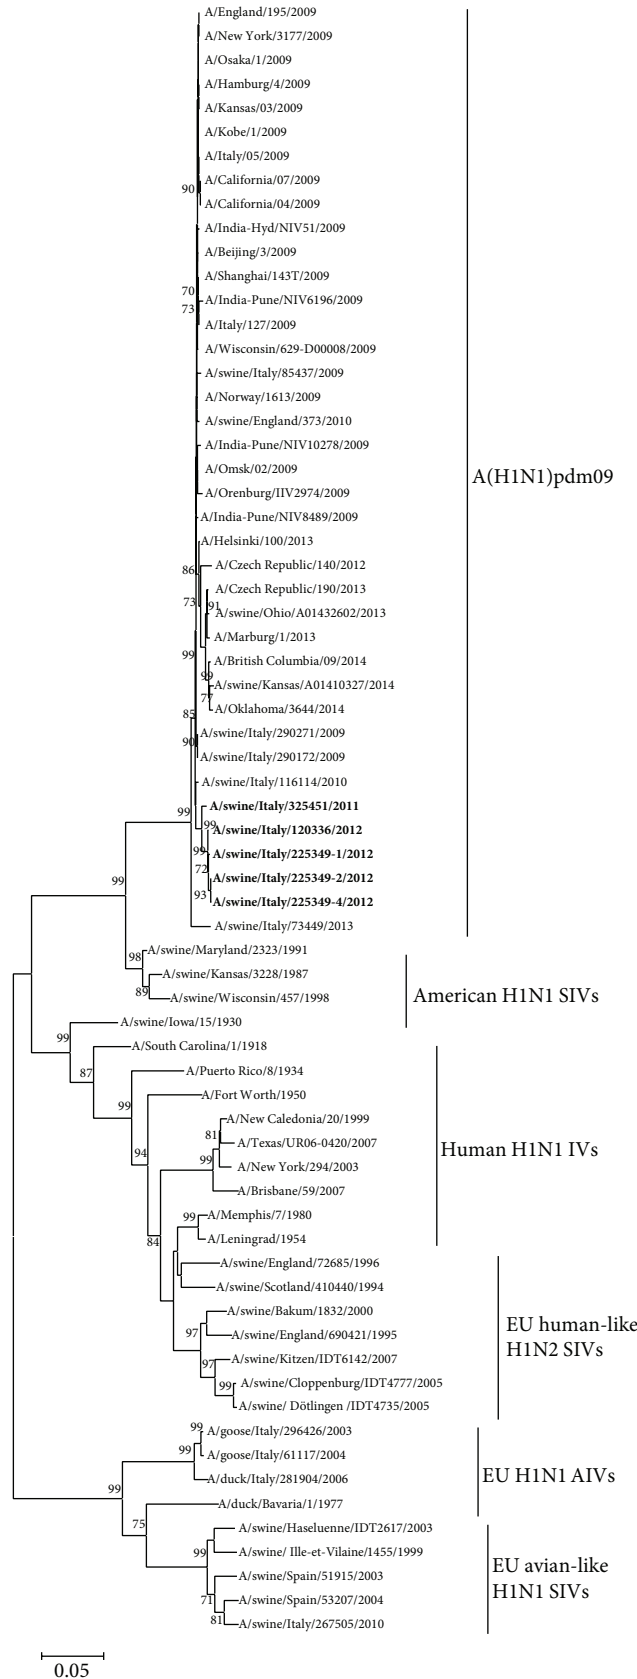 A/England/195/2009
A/New York/3177/2009
A/Osaka/1/2009
A/Hamburg/4/2009
A/Kansas/03/2009
A/Kobe/1/2009
A/Italy/05/2009
A/California/07/2009
90
A/California/04/2009
A/India-Hyd/NIV51/2009
A/Beijing/3/2009
A/Shanghai/143T/2009
70
A/India-Pune/NIV6196/2009
73
A/Italy/127/2009
A/Wisconsin/629-D00008/2009
A/swine/Italy/85437/2009
A/Norway/1613/2009
A/swine/England/373/2010
A/India-Pune/NIV10278/2009
A/Omsk/02/2009
A(H1N1)pdm09
A/Orenburg/IIV2974/2009
A/India-Pune/NIV8489/2009
A/Helsinki/100/2013
86
A/Czech Republic/140/2012
A/Czech Republic/190/2013
73
91
A/swine/Ohio/A01432602/2013
A/Marburg/1/2013
99
A/British Columbia/09/2014
99
A/swine/Kansas/A01410327/2014
77
A/Oklahoma/3644/2014
85
A/swine/Italy/290271/2009
90
A/swine/Italy/290172/2009
A/swine/Italy/116114/2010
A/swine/Italy/325451/2011
99
99
A/swine/Italy/120336/2012
99
A/swine/Italy/225349-1/2012
72
A/swine/Italy/225349-2/2012
99
93
A/swine/Italy/225349-4/2012
A/swine/Italy/73449/2013
A/swine/Maryland/2323/1991
98
A/swine/Kansas/3228/1987
89
A/swine/Wisconsin/457/1998
American H1N1 SIVs
A/swine/Iowa/15/1930
99
A/South Carolina/1/1918
87
A/Puerto Rico/8/1934
A/Fort Worth/1950
99
A/New Caledonia/20/1999
81
A/Texas/UR06-0420/2007
94
Human H1N1 IVs
99
A/New York/294/2003
A/Brisbane/59/2007
A/Memphis/7/1980
99
A/Leningrad/1954
84
A/swine/England/72685/1996
A/swine/Scotland/410440/1994
A/swine/Bakum/1832/2000
EU human-like
97
A/swine/England/690421/1995
H1N2 SIVs
A/swine/Kitzen/IDT6142/2007
97
A/swine/Cloppenburg/IDT4777/2005
99
A/swine/ Dötlingen /IDT4735/2005
99
A/goose/Italy/296426/2003
99
A/goose/Italy/61117/2004
EU H1N1 AIVs
A/duck/Italy/281904/2006
99
A/duck/Bavaria/1/1977
75
A/swine/Haseluenne/IDT2617/2003
99
A/swine/ Ille-et-Vilaine/1455/1999
EU avian-like
A/swine/Spain/51915/2003
H1N1 SIVs
71
A/swine/Spain/53207/2004
81
A/swine/Italy/267505/2010
0.05